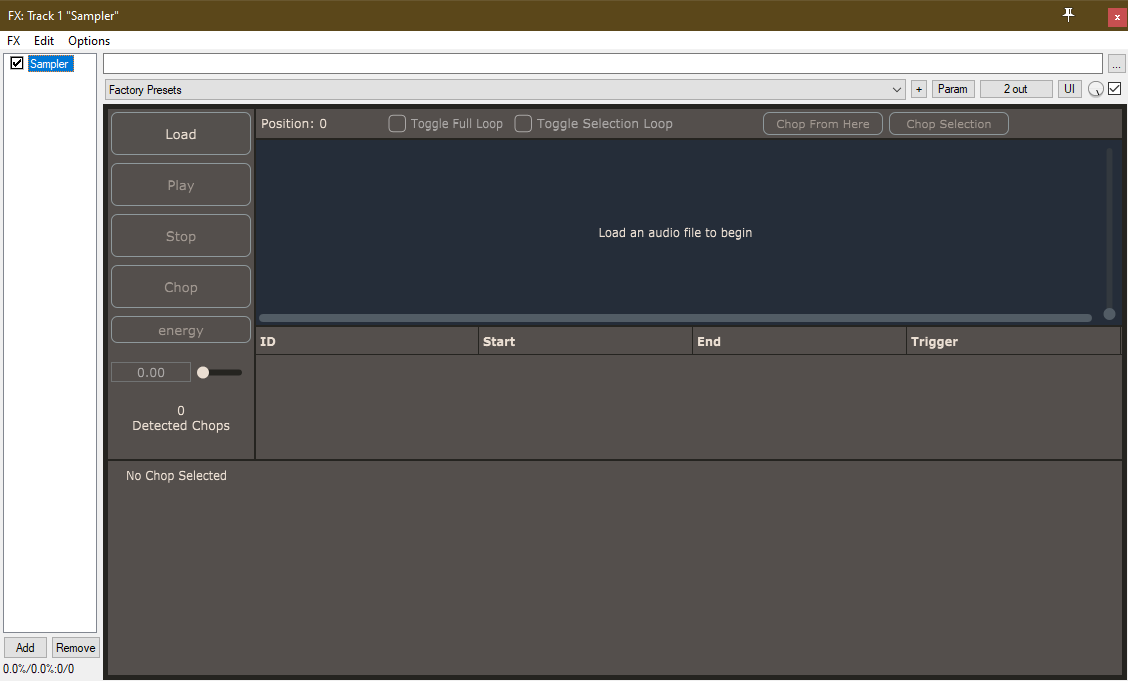 FX: Track 1 "Sampler"
x
FX Edit Options
Sampler
...
Factory Presets + Param 2 out UI
Load
Position: 0 Toggle Full Loop Toggle Selection Loop Chop From Here Chop Selection
Play
Stop
Chop
energy
0.00
0
Detected Chops
Load an audio file to begin
ID Start End Trigger
No Chop Selected
Add Remove
0.0%/0.0%:0/0